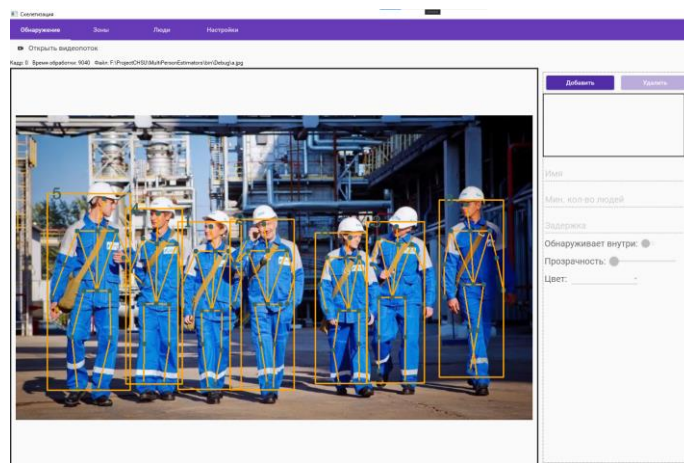 Скелетизация
Обнаружение Зоны Люди Настройки
Открыть видеопоток
Кадр: 0 Время обработки: 9040 Файл: F:\ProjectCHSU\MultiPersonEstimators\bin\Debug\a.jpg
Добавить Удалить
Имя
Мин. кол-во людей
Задержка
Обнаруживает внутри:
Прозрачность:
Цвет:
5